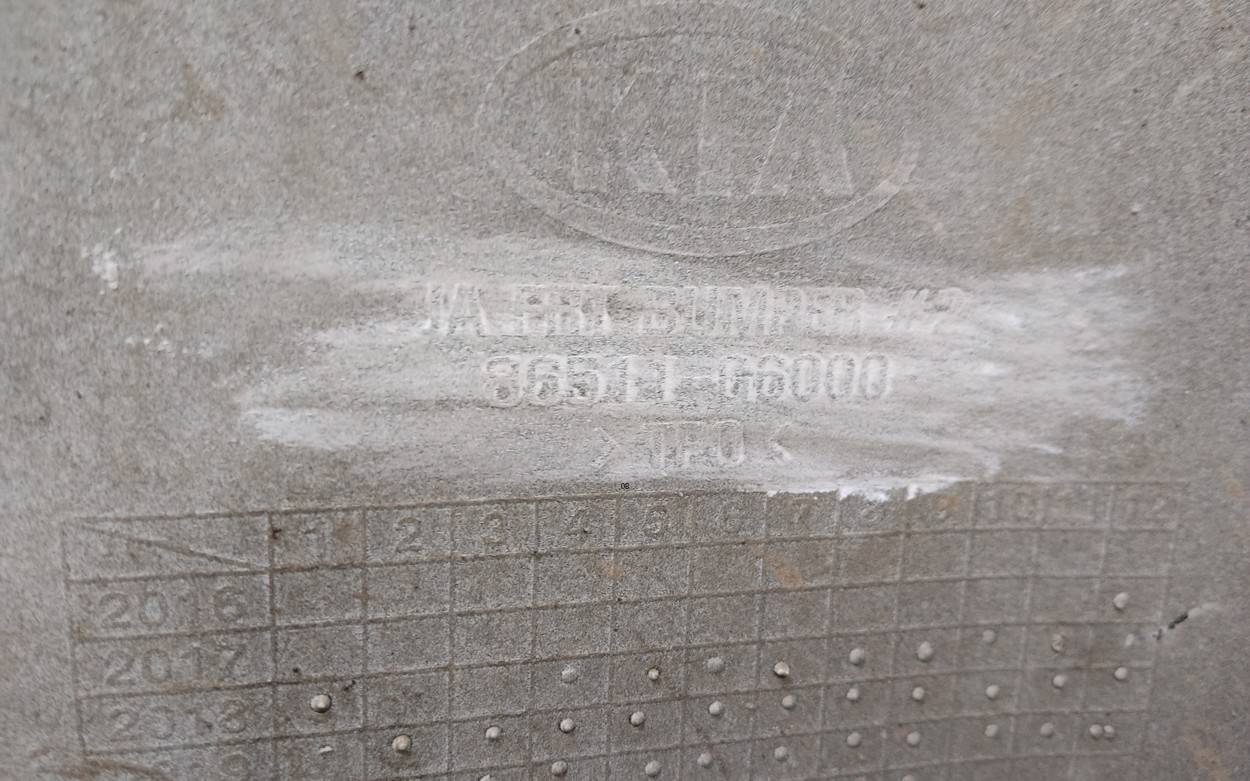 KIA
JA FRT BUMPER #2
86511-G6000
>TPO<
1 2 3 4 5 6 7 8 9 10 11 12
2016
2017
2018